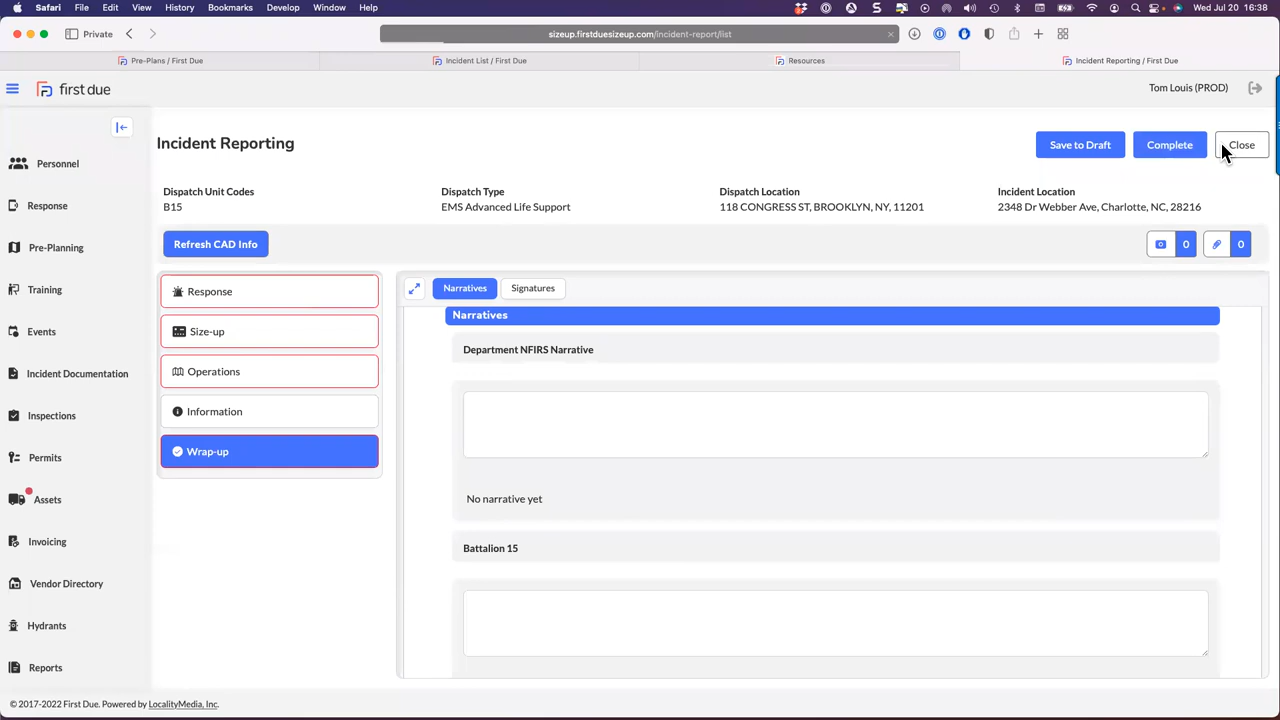 Safari File Edit View History Bookmarks Develop Window Help Wed Jul 20 16:38
Private sizeup.firstduesizeup.com/incident-report/list
Pre-Plans / First Due Incident List / First Due Resources Incident Reporting / First Due
first due Tom Louis (PROD)
Incident Reporting Save to Draft Complete Close
Dispatch Unit Codes Dispatch Type Dispatch Location Incident Location
B15 EMS Advanced Life Support 118 CONGRESS ST, BROOKLYN, NY, 11201 2348 Dr Webber Ave, Charlotte, NC, 28216
Refresh CAD Info 0 0
Personnel
Response
Pre-Planning
Training
Events
Incident Documentation
Inspections
Permits
Assets
Invoicing
Vendor Directory
Hydrants
Reports
Response
Size-up
Operations
Information
Wrap-up
Narratives Signatures
Narratives
Department NFIRS Narrative
No narrative yet
Battalion 15
© 2017-2022 First Due. Powered by LocalityMedia, Inc.